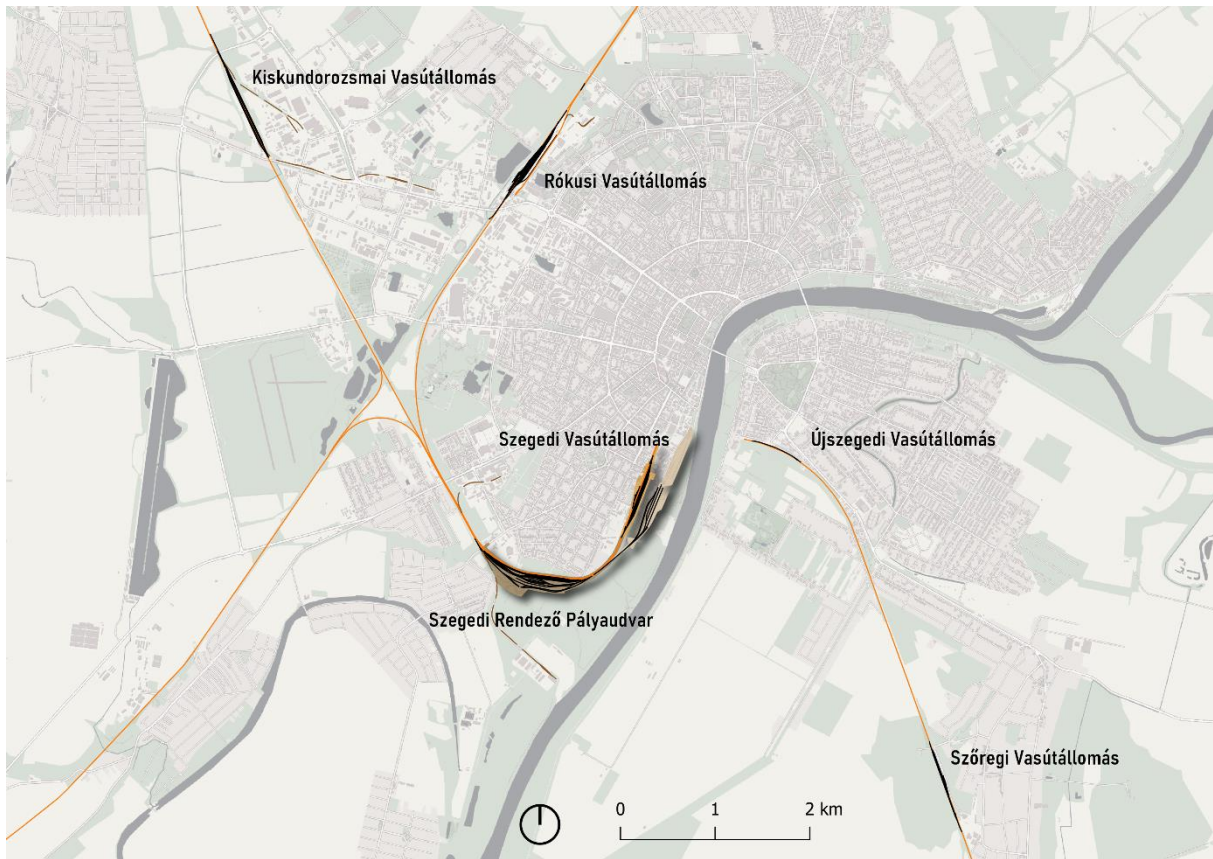 Kiskundorozsmai Vasútállomás
Rókusi Vasútállomás
Szegedi Vasútállomás
Újszegedi Vasútállomás
Szegedi Rendező Pályaudvar
Szőregi Vasútállomás
0 1 2 km